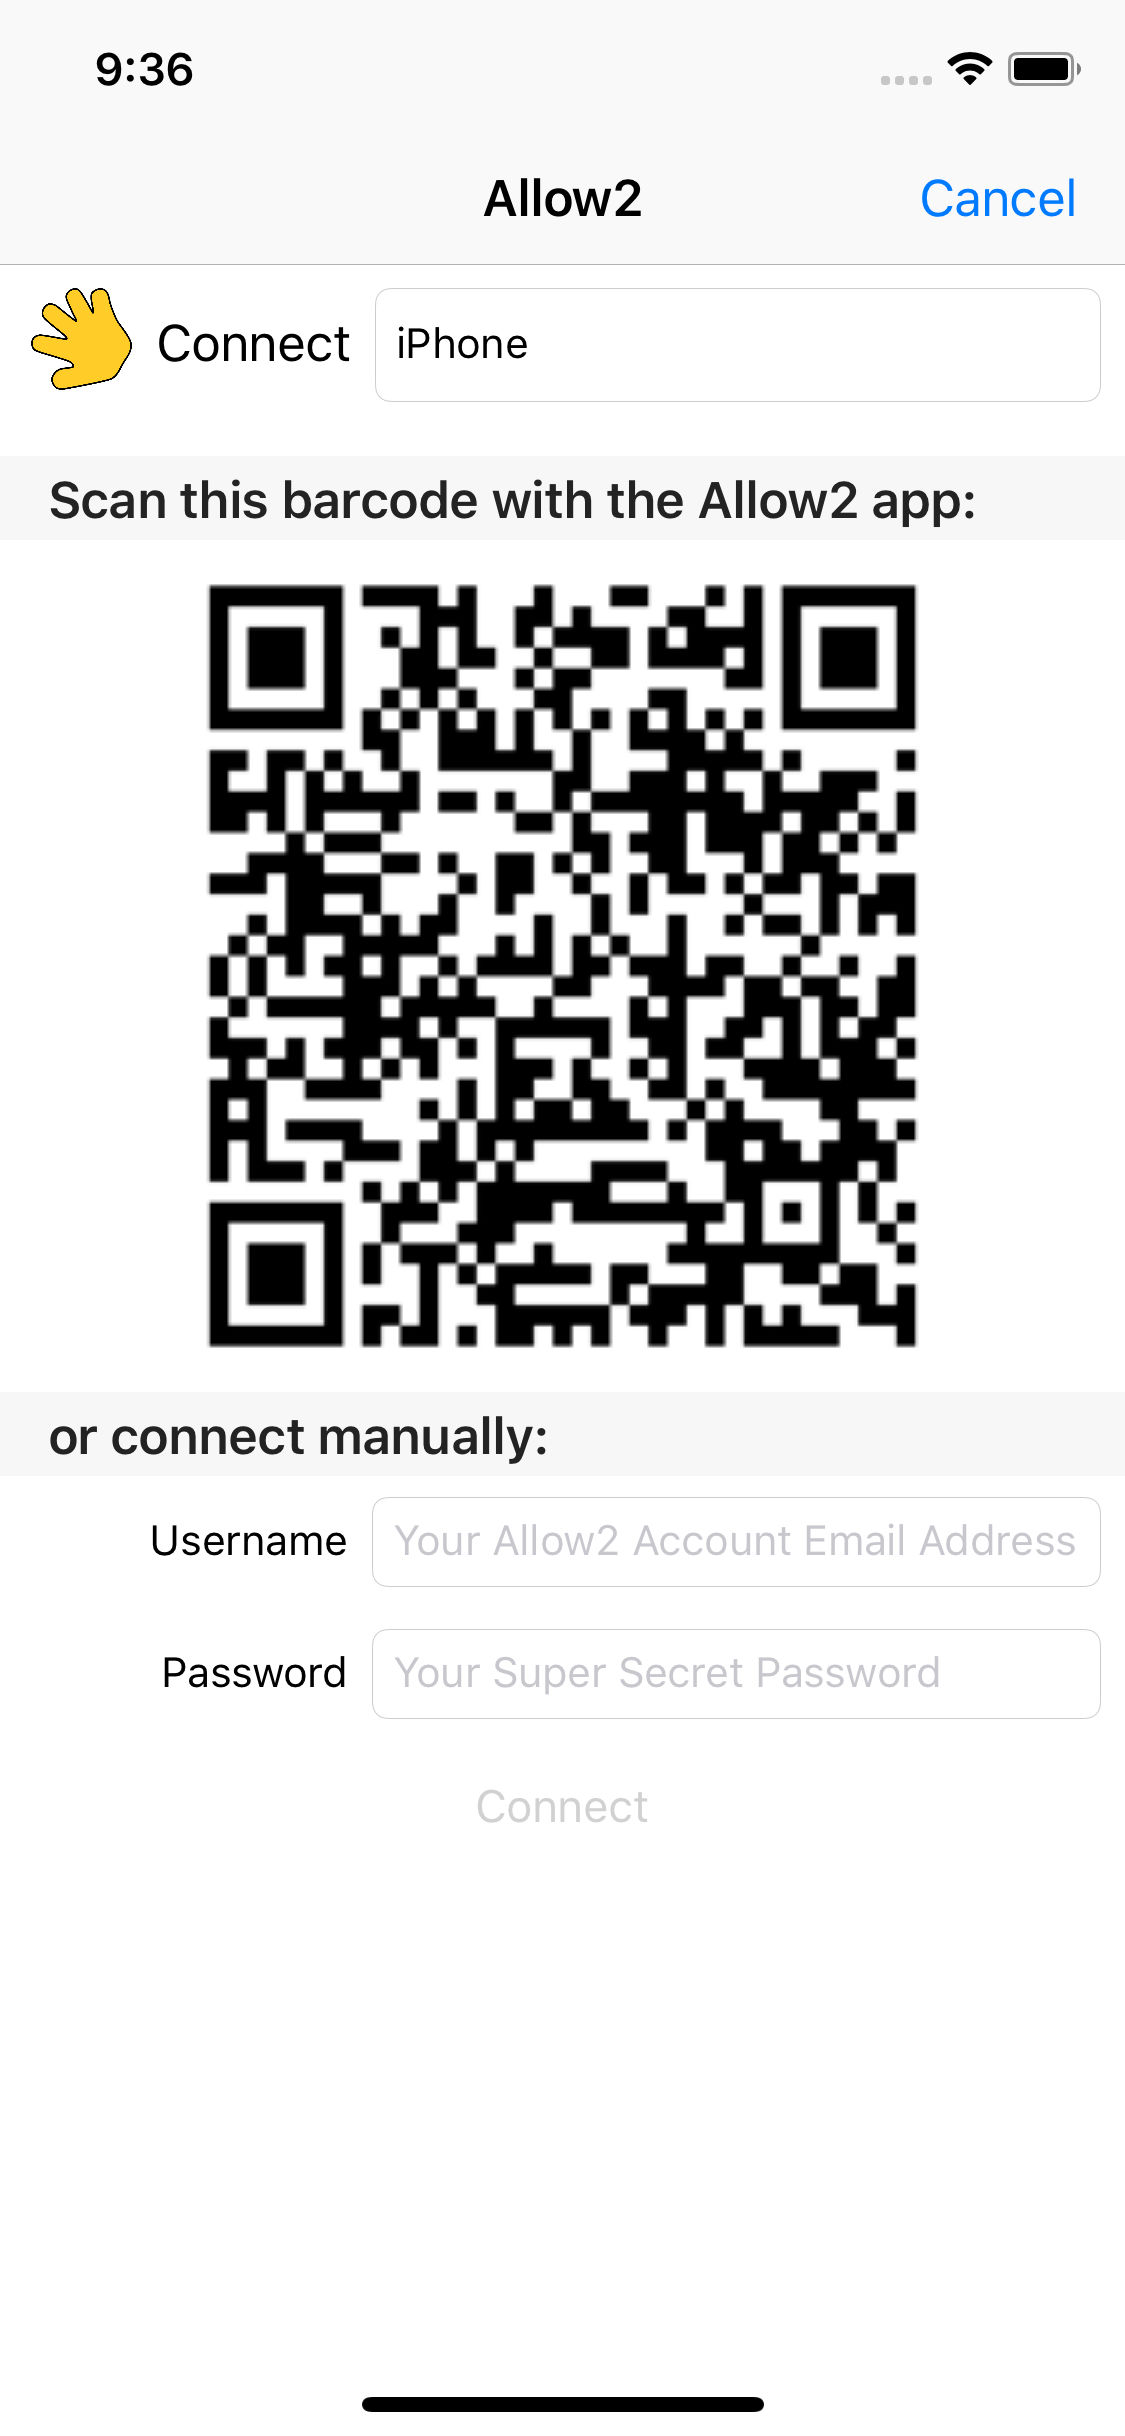 9:36
Allow2
Cancel
Connect
iPhone
Scan this barcode with the Allow2 app:
or connect manually:
Username
Your Allow2 Account Email Address
Password
Your Super Secret Password
Connect